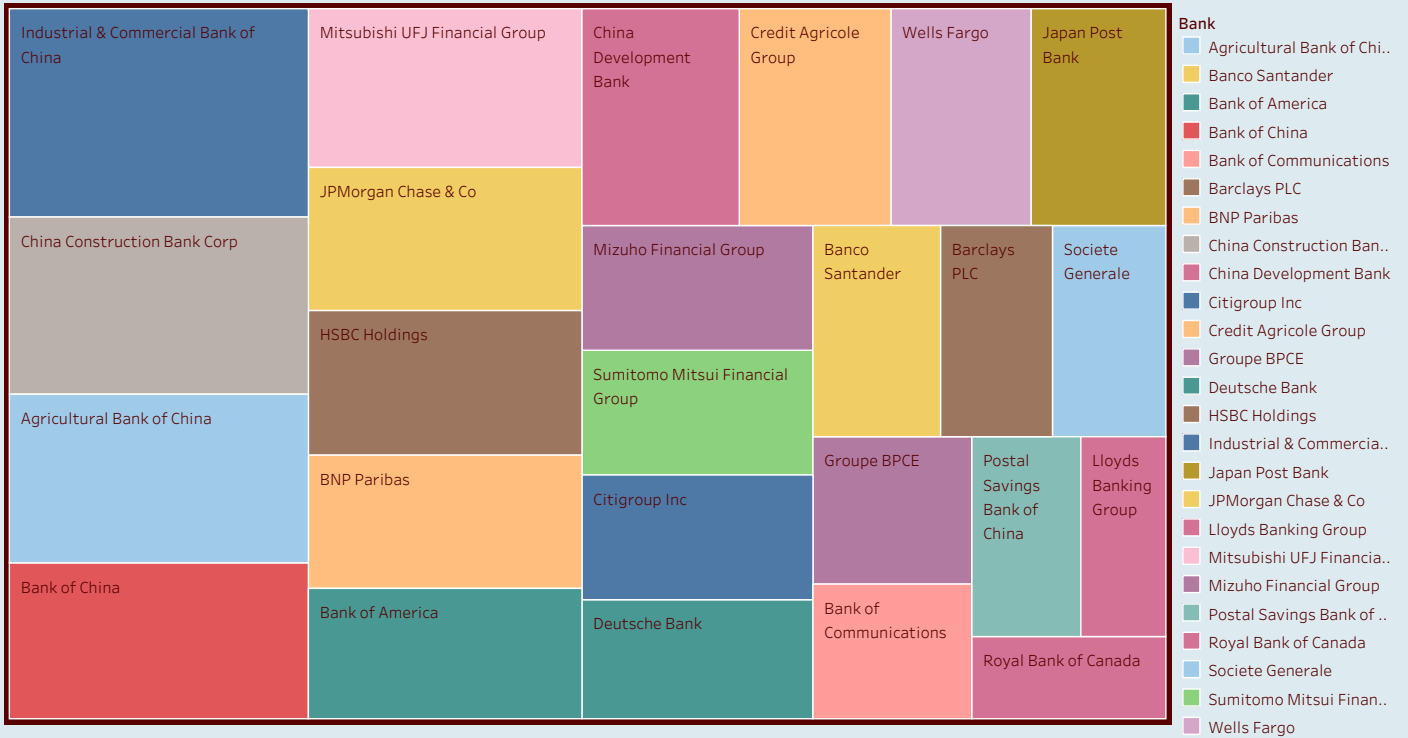 Industrial & Commercial Bank of
China
China Construction Bank Corp
Agricultural Bank of China
Bank of China
Mitsubishi UFJ Financial Group
JPMorgan Chase & Co
HSBC Holdings
BNP Paribas
Bank of America
China
Development
Bank
Credit Agricole
Group
Wells Fargo
Japan Post
Bank
Mizuho Financial Group
Sumitomo Mitsui Financial
Group
Citigroup Inc
Deutsche Bank
Banco
Santander
Barclays
PLC
Societe
Generale
Groupe BPCE
Bank of
Communications
Postal
Savings
Bank of
China
Lloyds
Banking
Group
Royal Bank of Canada
Bank
Agricultural Bank of Chi..
Banco Santander
Bank of America
Bank of China
Bank of Communications
Barclays PLC
BNP Paribas
China Construction Ban..
China Development Bank
Citigroup Inc
Credit Agricole Group
Groupe BPCE
Deutsche Bank
HSBC Holdings
Industrial & Commercia..
Japan Post Bank
JPMorgan Chase & Co
Lloyds Banking Group
Mitsubishi UFJ Financia..
Mizuho Financial Group
Postal Savings Bank of ..
Royal Bank of Canada
Societe Generale
Sumitomo Mitsui Finan..
Wells Fargo